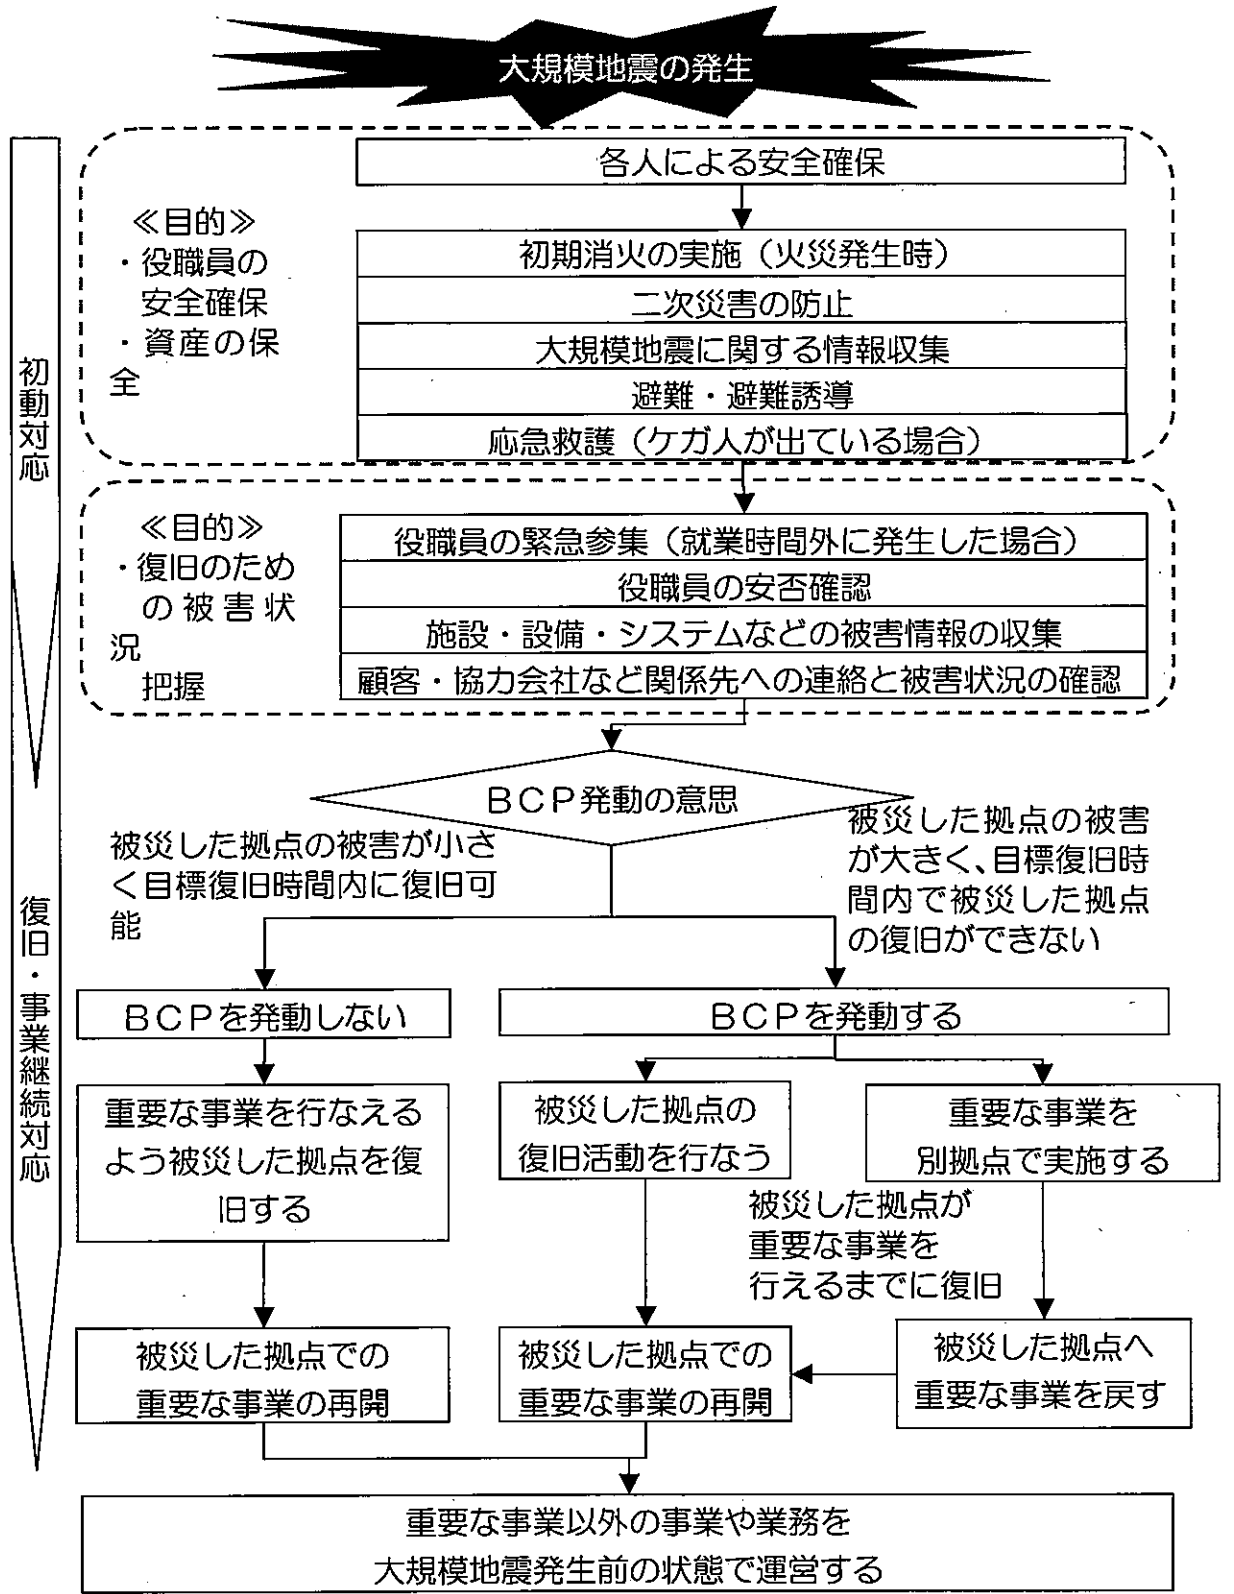 大規模地震の発生
初動対応
≪目的≫
・役職員の
安全確保
・資産の保
全
各人による安全確保
初期消火の実施（火災発生時）
二次災害の防止
大規模地震に関する情報収集
避難・避難誘導
応急救護（ケガ人が出ている場合）
≪目的≫
・復旧のため
の被害状
況
把握
役職員の緊急参集（就業時間外に発生した場合）
役職員の安否確認
施設・設備・システムなどの被害情報の収集
顧客・協力会社など関係先への連絡と被害状況の確認
復旧・事業継続対応
ＢＣＰ発動の意思
被災した拠点の被害が小さ
く目標復旧時間内に復旧可
能
被災した拠点の被害
が大きく、目標復旧時
間内で被災した拠点
の復旧ができない
ＢＣＰを発動しない
ＢＣＰを発動する
重要な事業を行なえる
よう被災した拠点を復
旧する
被災した拠点の
復旧活動を行なう
重要な事業を
別拠点で実施する
被災した拠点が
重要な事業を
行えるまでに復旧
被災した拠点での
重要な事業の再開
被災した拠点での
重要な事業の再開
被災した拠点へ
重要な事業を戻す
重要な事業以外の事業や業務を
大規模地震発生前の状態で運営する